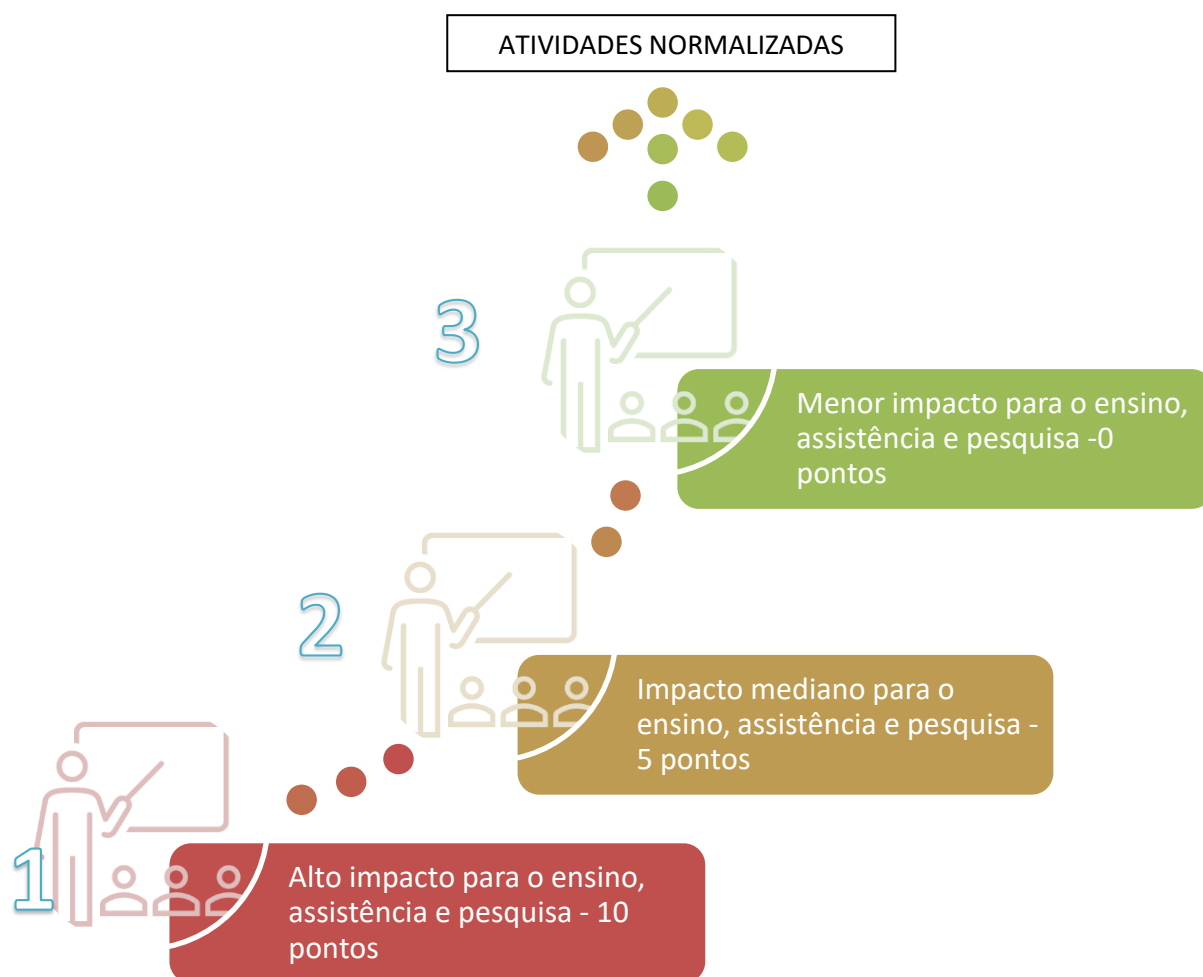 ATIVIDADES NORMALIZADAS
3
Menor impacto para o ensino,
assistência e pesquisa -0
pontos
2
Impacto mediano para o
ensino, assistência e pesquisa -
5 pontos
1
Alto impacto para o ensino,
assistência e pesquisa - 10
pontos